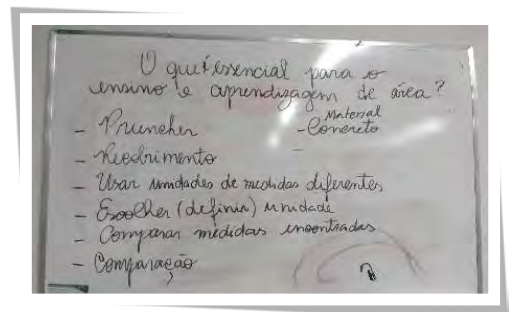 O que é essencial para o
ensino e aprendizagem de área?
- Preencher
- Material Concreto
-
- Recobrimento
- Usar unidades de medidas diferentes
- Escolher (definir) unidade
- Comparar medidas encontradas
- Comparação